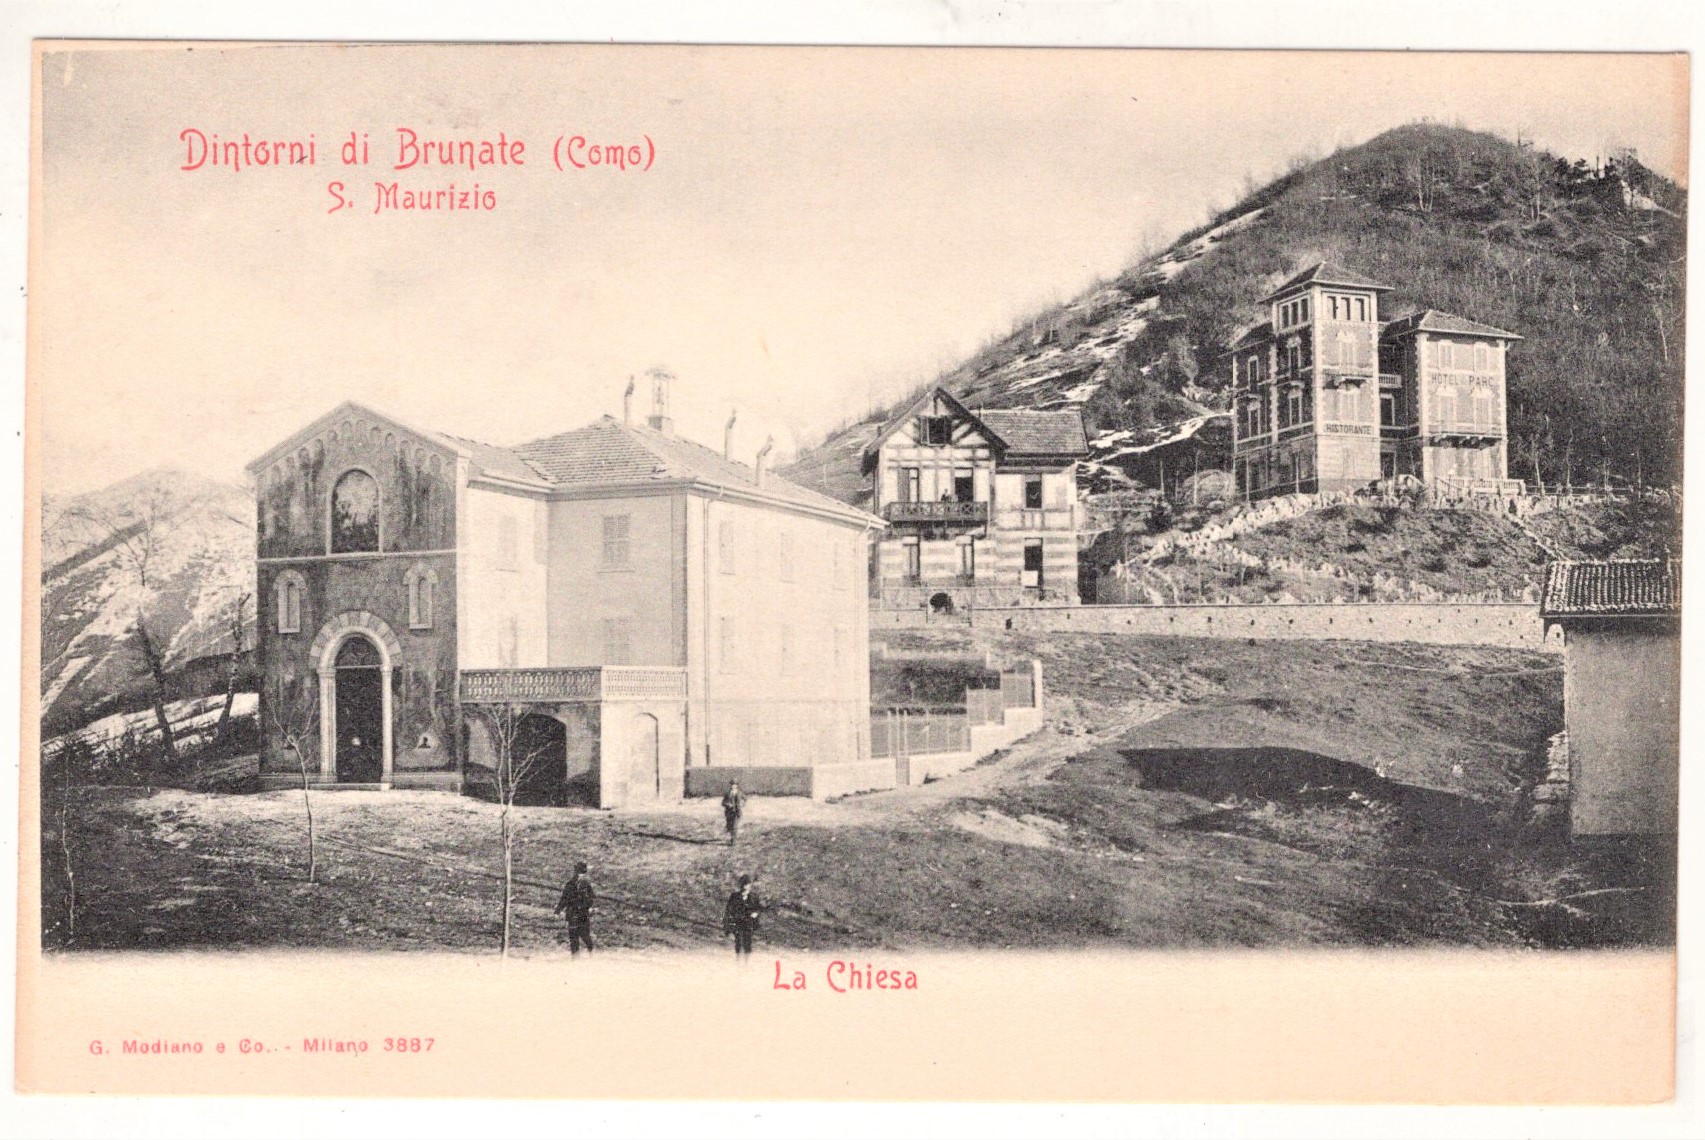 Dintorni di Brunate (Como)
S. Maurizio
HOTEL PARC
RISTORANTE
La Chiesa
G. Modiano e Co. - Milano 3887